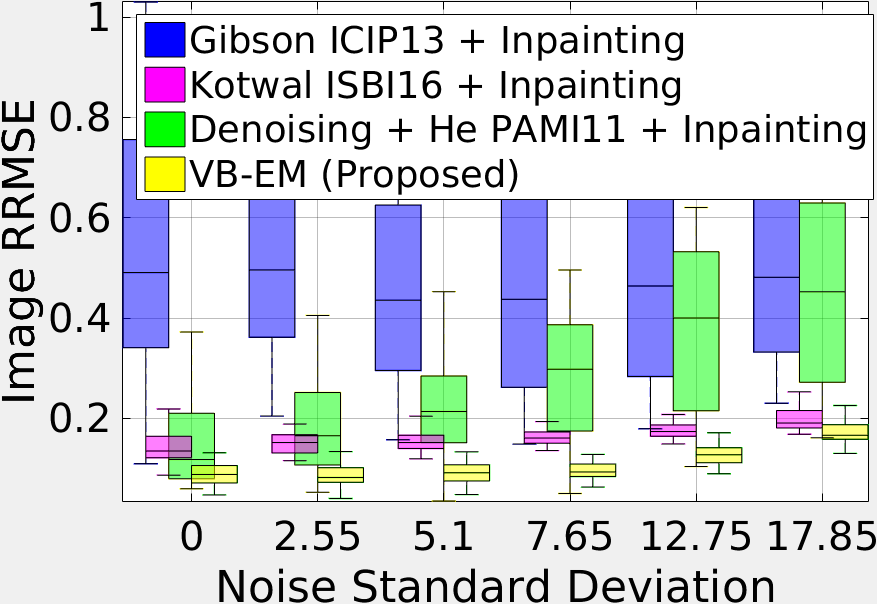 1
Gibson ICIP13 + Inpainting
Kotwal ISBI16 + Inpainting
Denoising + He PAMI11 + Inpainting
VB-EM (Proposed)
0.8
0.6
0.4
0.2
Image RRMSE
0 2.55 5.1 7.65 12.75 17.85
Noise Standard Deviation